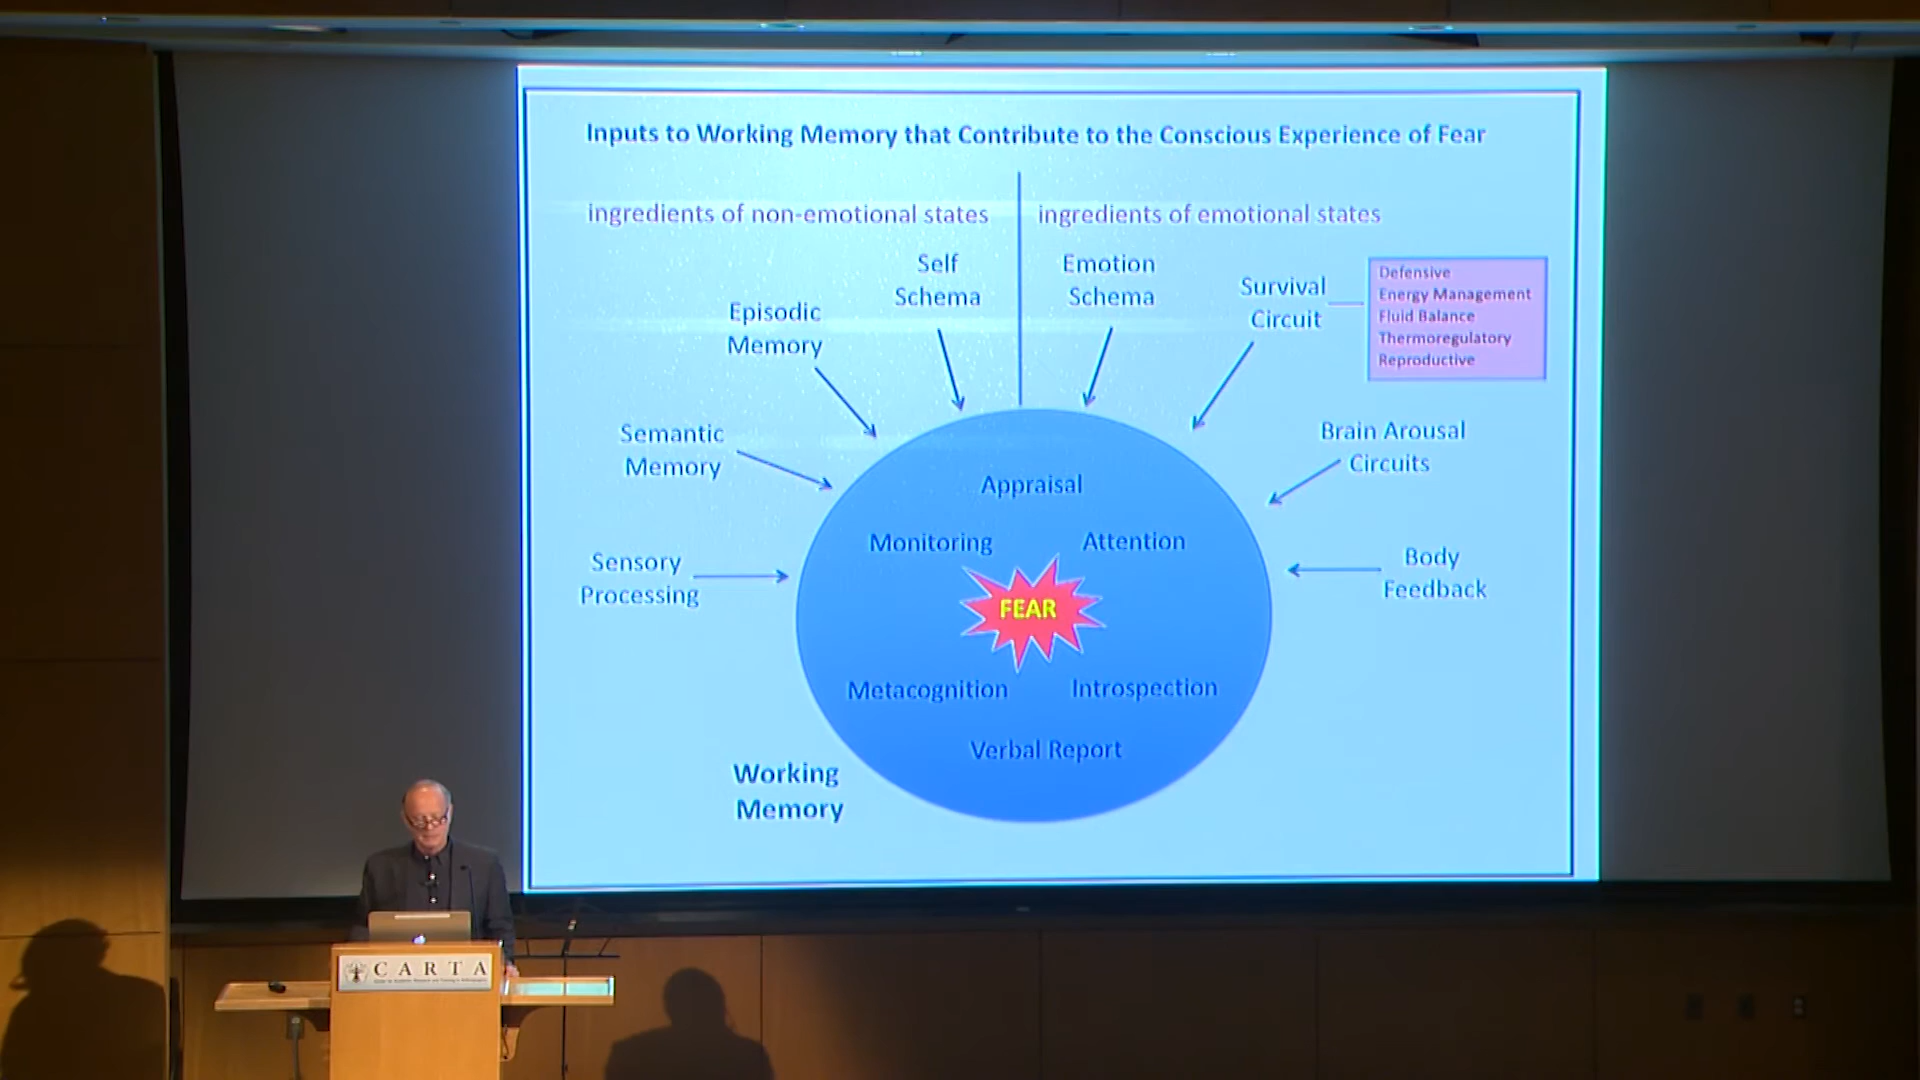 Inputs to Working Memory that Contribute to the Conscious Experience of Fear
ingredients of non-emotional states
ingredients of emotional states
Self
Schema
Emotion
Schema
Episodic
Memory
Survival
Circuit
Defensive
Energy Management
Fluid Balance
Thermoregulatory
Reproductive
Semantic
Memory
Brain Arousal
Circuits
Sensory
Processing
Body
Feedback
Appraisal
Monitoring
Attention
FEAR
Metacognition
Introspection
Verbal Report
Working
Memory
CARTA